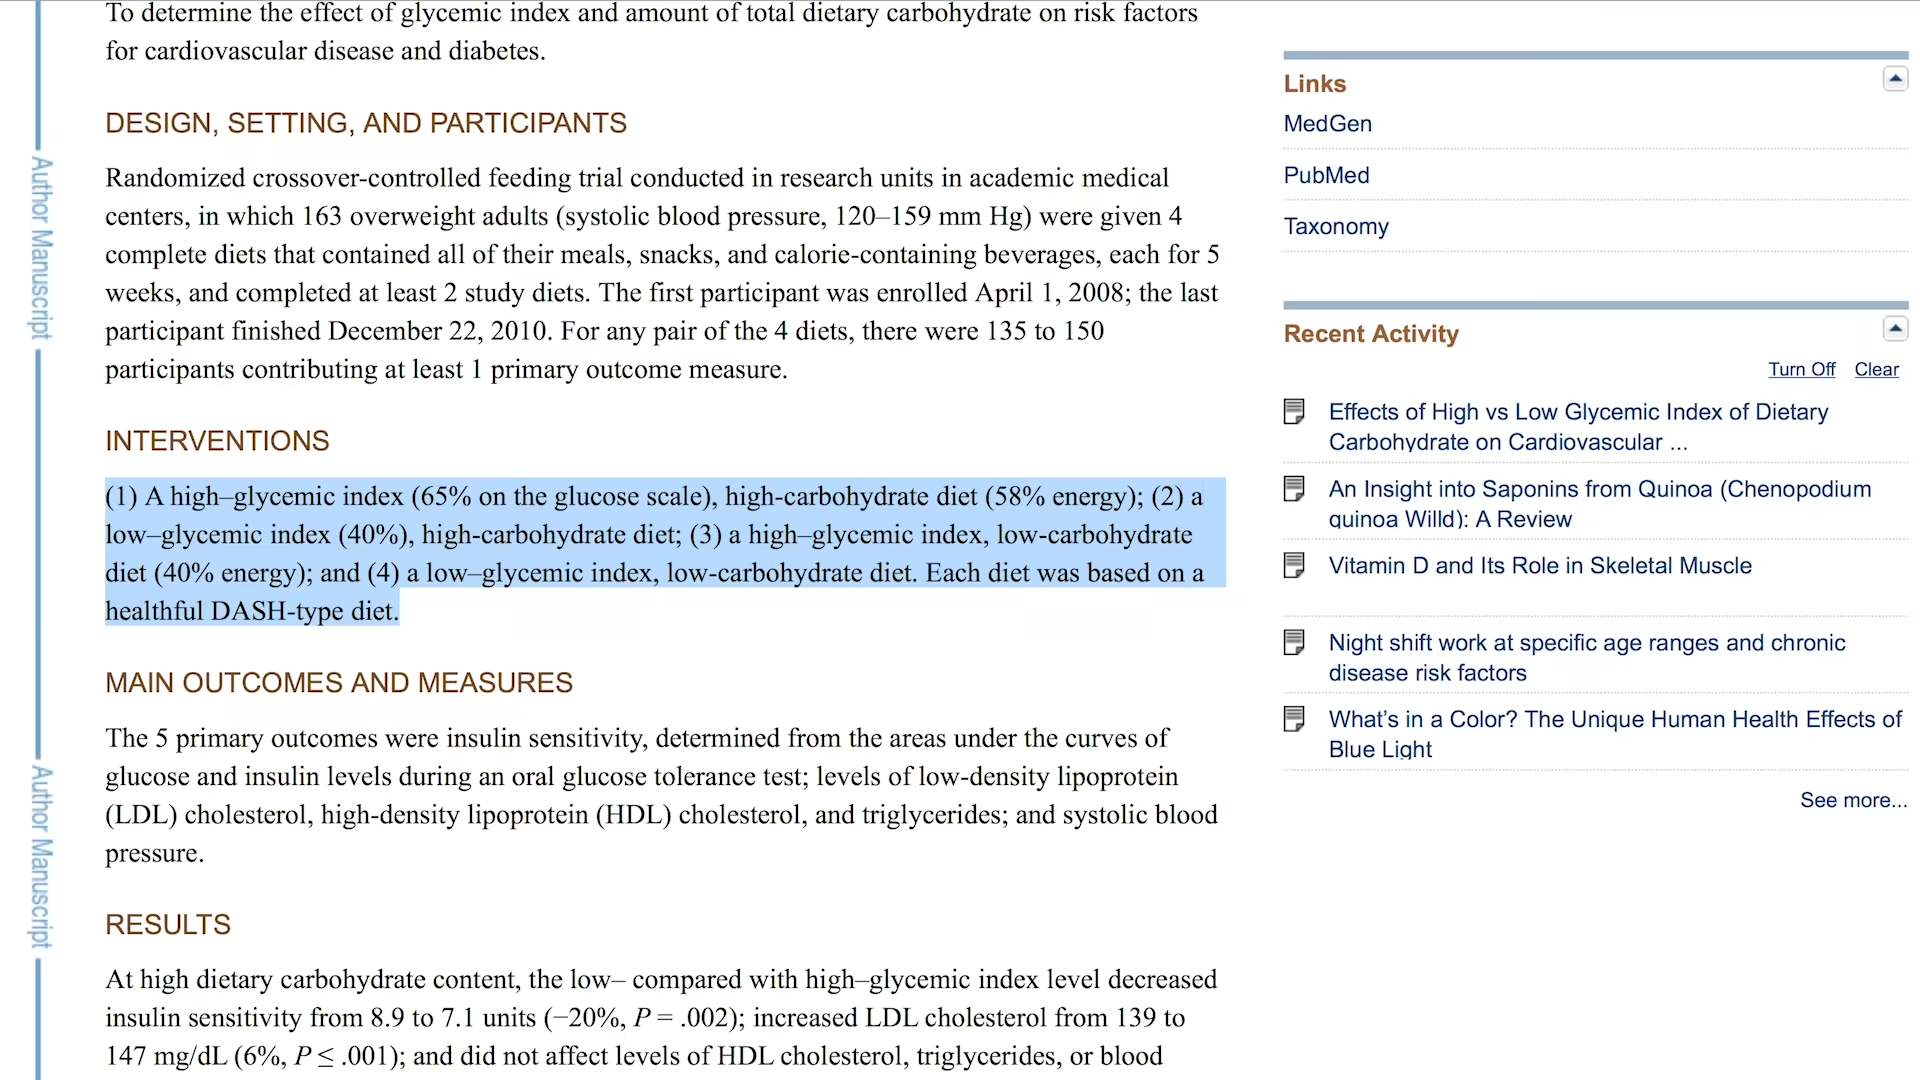 To determine the effect of glycemic index and amount of total dietary carbohydrate on risk factors
for cardiovascular disease and diabetes.
DESIGN, SETTING, AND PARTICIPANTS
Randomized crossover-controlled feeding trial conducted in research units in academic medical
centers, in which 163 overweight adults (systolic blood pressure, 120–159 mm Hg) were given 4
complete diets that contained all of their meals, snacks, and calorie-containing beverages, each for 5
weeks, and completed at least 2 study diets. The first participant was enrolled April 1, 2008; the last
participant finished December 22, 2010. For any pair of the 4 diets, there were 135 to 150
participants contributing at least 1 primary outcome measure.
INTERVENTIONS
(1) A high–glycemic index (65% on the glucose scale), high-carbohydrate diet (58% energy); (2) a
low–glycemic index (40%), high-carbohydrate diet; (3) a high–glycemic index, low-carbohydrate
diet (40% energy); and (4) a low–glycemic index, low-carbohydrate diet. Each diet was based on a
healthful DASH-type diet.
MAIN OUTCOMES AND MEASURES
The 5 primary outcomes were insulin sensitivity, determined from the areas under the curves of
glucose and insulin levels during an oral glucose tolerance test; levels of low-density lipoprotein
(LDL) cholesterol, high-density lipoprotein (HDL) cholesterol, and triglycerides; and systolic blood
pressure.
RESULTS
At high dietary carbohydrate content, the low– compared with high–glycemic index level decreased
insulin sensitivity from 8.9 to 7.1 units (−20%, P = .002); increased LDL cholesterol from 139 to
147 mg/dL (6%, P ≤ .001); and did not affect levels of HDL cholesterol, triglycerides, or blood
Author Manuscript
Author Manuscript
Links
MedGen
PubMed
Taxonomy
Recent Activity
Turn Off Clear
Effects of High vs Low Glycemic Index of Dietary
Carbohydrate on Cardiovascular ...
An Insight into Saponins from Quinoa (Chenopodium
quinoa Willd): A Review
Vitamin D and Its Role in Skeletal Muscle
Night shift work at specific age ranges and chronic
disease risk factors
What's in a Color? The Unique Human Health Effects of
Blue Light
See more...